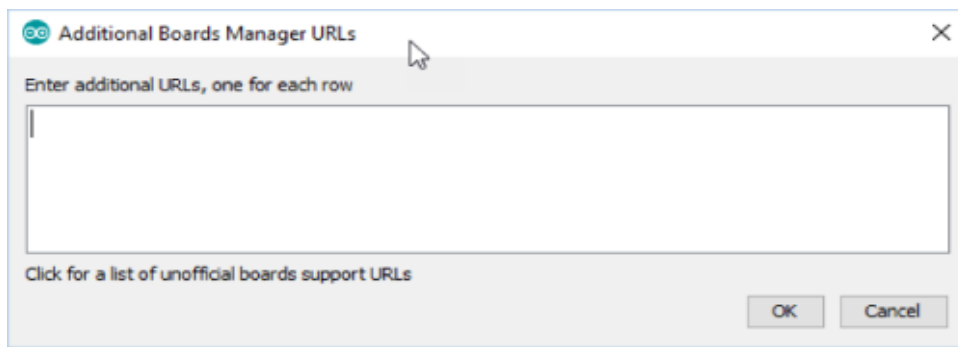 Additional Boards Manager URLs
Enter additional URLs, one for each row
Click for a list of unofficial boards support URLs
OK Cancel